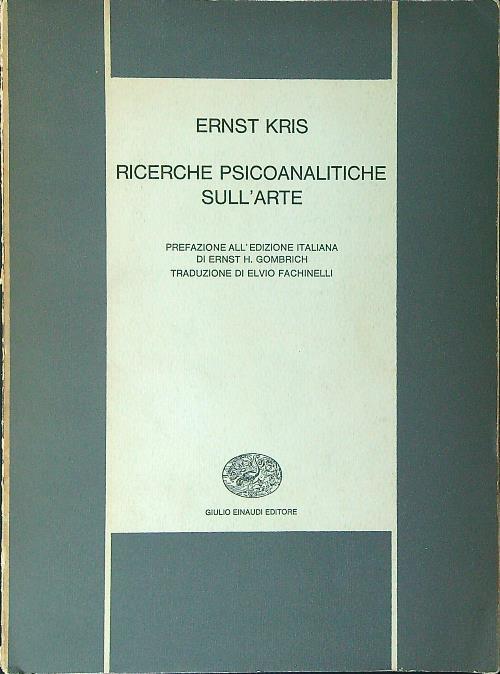 ERNST KRIS
RICERCHE PSICOANALITICHE
SULL'ARTE
PREFAZIONE ALL'EDIZIONE ITALIANA
DI ERNST H. GOMBRICH
TRADUZIONE DI ELVIO FACHINELLI
GIULIO EINAUDI EDITORE